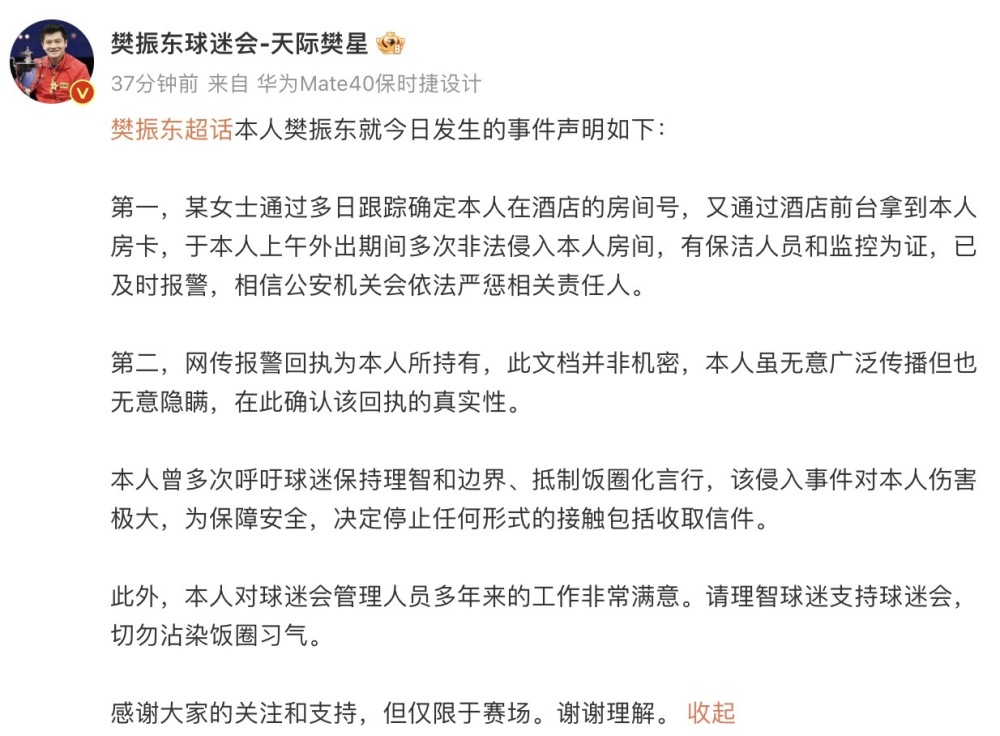 樊振东球迷会-天际樊星
37分钟前 来自 华为Mate40保时捷设计
樊振东超话本人樊振东就今日发生的事件声明如下：
第一，某女士通过多日跟踪确定本人在酒店的房间号，又通过酒店前台拿到本人
房卡，于本人上午外出期间多次非法侵入本人房间，有保洁人员和监控为证，已
及时报警，相信公安机关会依法严惩相关责任人。
第二，网传报警回执为本人所持有，此文档并非机密，本人虽无意广泛传播但也
无意隐瞒，在此确认该回执的真实性。
本人曾多次呼吁球迷保持理智和边界、抵制饭圈化言行，该侵入事件对本人伤害
极大，为保障安全，决定停止任何形式的接触包括收取信件。
此外，本人对球迷会管理人员多年来的工作非常满意。请理智球迷支持球迷会，
切勿沾染饭圈习气。
感谢大家的关注和支持，但仅限于赛场。谢谢理解。 收起